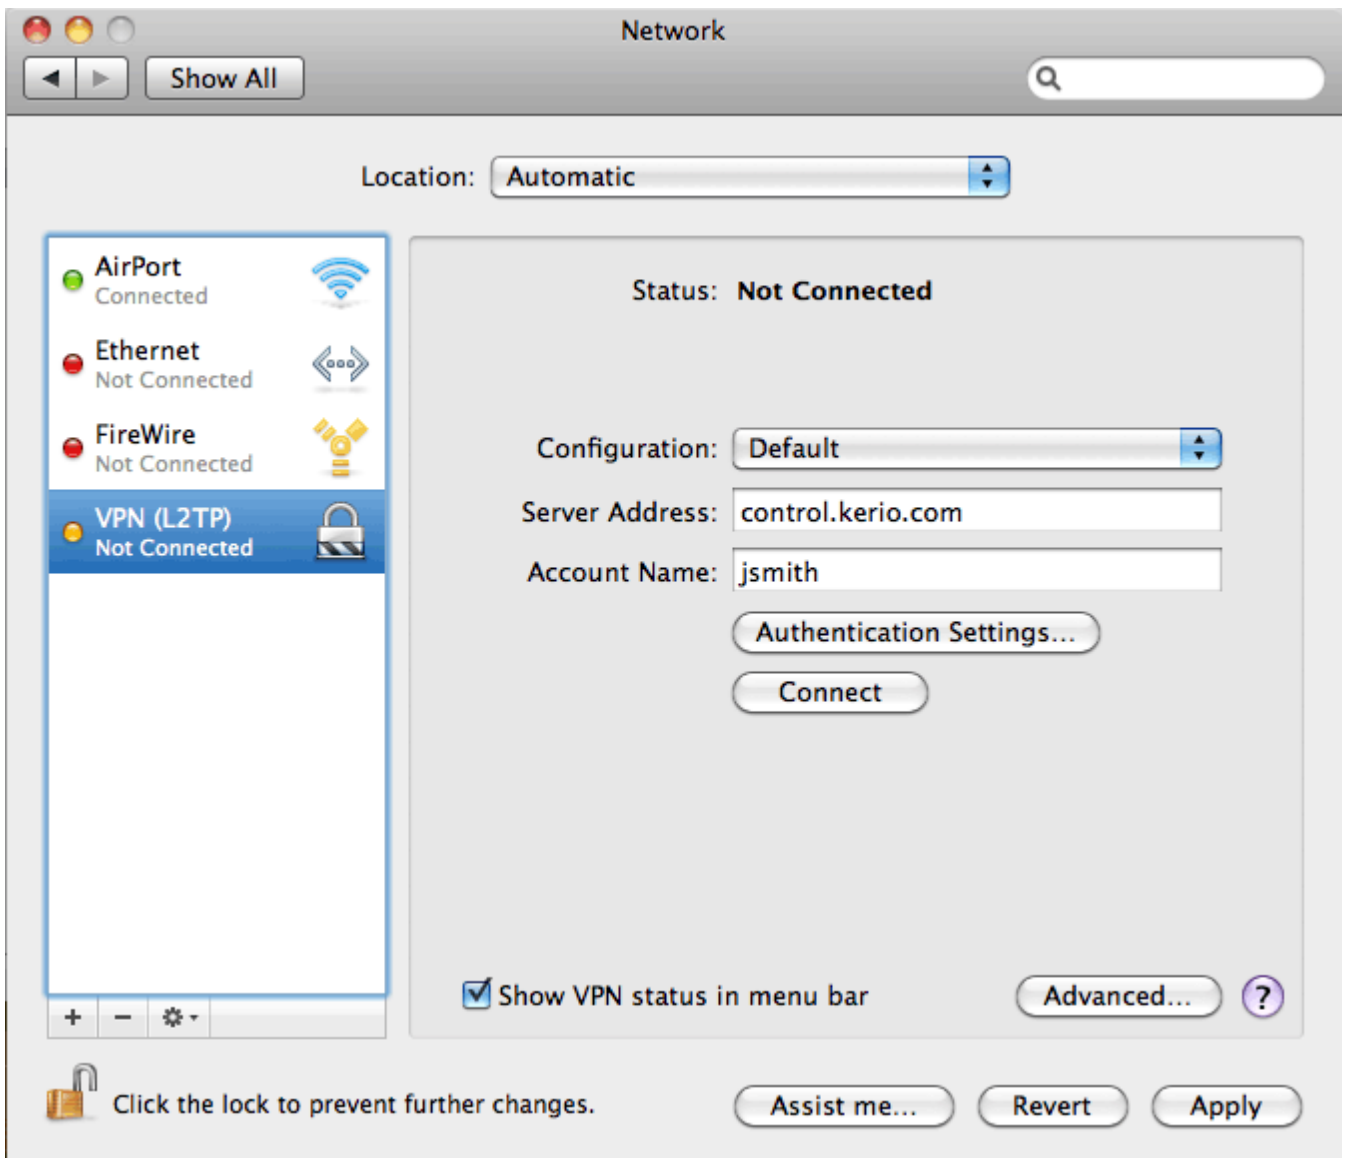 Network
Show All
Location: Automatic
AirPort
Connected
Ethernet
Not Connected
FireWire
Not Connected
VPN (L2TP)
Not Connected
Status: Not Connected
Configuration: Default
Server Address: control.kerio.com
Account Name: jsmith
Authentication Settings...
Connect
Show VPN status in menu bar
Advanced... ?
Click the lock to prevent further changes.
Assist me... Revert Apply